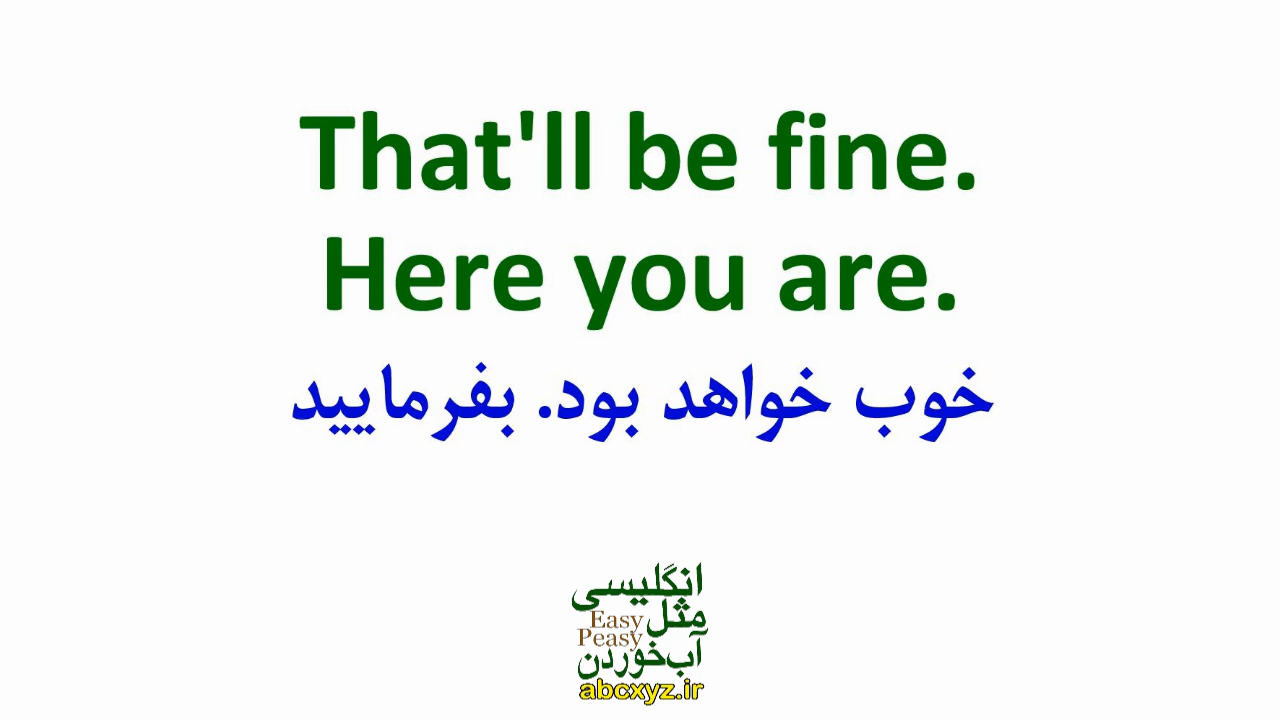 That'll be fine.
Here you are.
خوب خواهد بود. بفرمایید
انگلیسی
مثل
Easy
Peasy
آب‌خوردن
abcxyz.ir